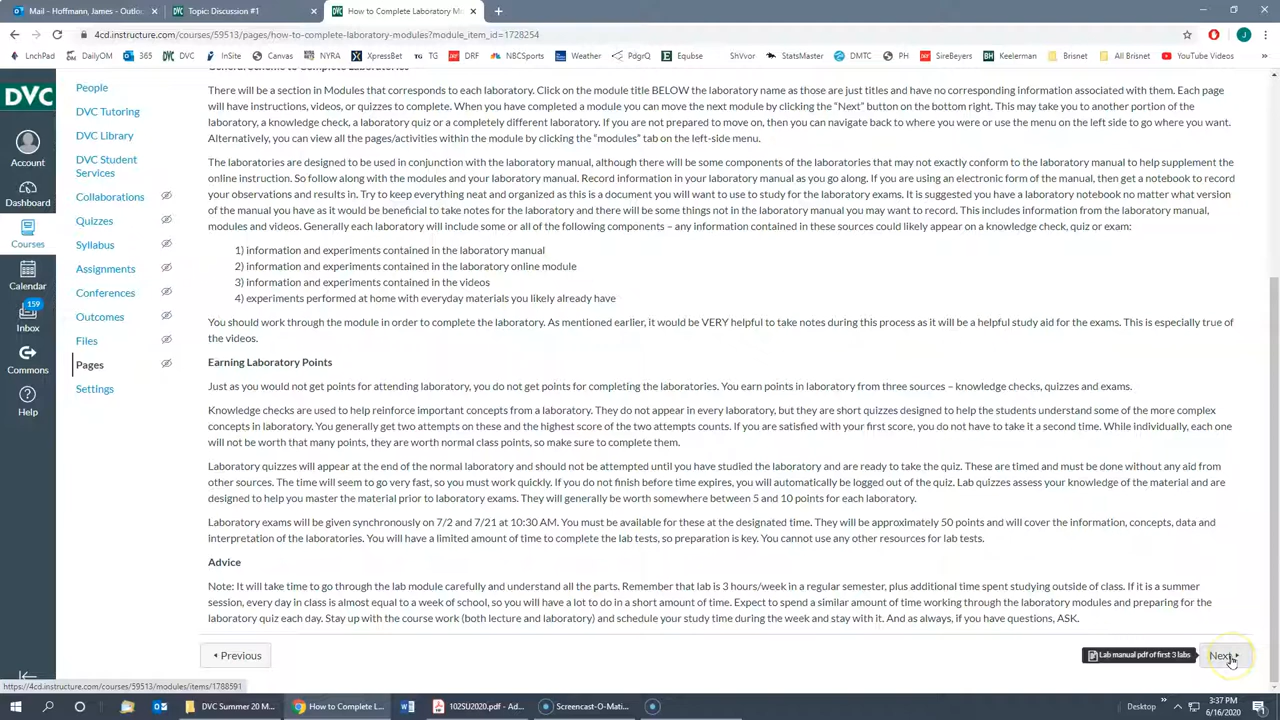 Mail – Hoffmann, James - Outloo
Topic: Discussion #1
How to Complete Laboratory M
4cd.instructure.com/courses/59513/pages/how-to-complete-laboratory-modules?module_item_id=1728254
LnchPad DailyOM 365 DVC InSite Canvas NYRA XpressBet TG DRF NBCSports Weather PdgrQ Equbse ShVvor StatsMaster DMTC PH SireBeyers Keelerman Brisnet All Brisnet YouTube Videos
General Scheme to Complete Laboratories
There will be a section in Modules that corresponds to each laboratory. Click on the module title BELOW the laboratory name as those are just titles and have no corresponding information associated with them. Each page
will have instructions, videos, or quizzes to complete. When you have completed a module you can move the next module by clicking the "Next" button on the bottom right. This may take you to another portion of the
laboratory, a knowledge check, a laboratory quiz or a completely different laboratory. If you are not prepared to move on, then you can navigate back to where you were or use the menu on the left side to go where you want.
Alternatively, you can view all the pages/activities within the module by clicking the "modules" tab on the left-side menu.
The laboratories are designed to be used in conjunction with the laboratory manual, although there will be some components of the laboratories that may not exactly conform to the laboratory manual to help supplement the
online instruction. So follow along with the modules and your laboratory manual. Record information in your laboratory manual as you go along. If you are using an electronic form of the manual, then get a notebook to record
your observations and results in. Try to keep everything neat and organized as this is a document you will want to use to study for the laboratory exams. It is suggested you have a laboratory notebook no matter what version
of the manual you have as it would be beneficial to take notes for the laboratory and there will be some things not in the laboratory manual you may want to record. This includes information from the laboratory manual,
modules and videos. Generally each laboratory will include some or all of the following components – any information contained in these sources could likely appear on a knowledge check, quiz or exam:
1) information and experiments contained in the laboratory manual
2) information and experiments contained in the laboratory online module
3) information and experiments contained in the videos
4) experiments performed at home with everyday materials you likely already have
You should work through the module in order to complete the laboratory. As mentioned earlier, it would be VERY helpful to take notes during this process as it will be a helpful study aid for the exams. This is especially true of
the videos.
Earning Laboratory Points
Just as you would not get points for attending laboratory, you do not get points for completing the laboratories. You earn points in laboratory from three sources – knowledge checks, quizzes and exams.
Knowledge checks are used to help reinforce important concepts from a laboratory. They do not appear in every laboratory, but they are short quizzes designed to help the students understand some of the more complex
concepts in laboratory. You generally get two attempts on these and the highest score of the two attempts counts. If you are satisfied with your first score, you do not have to take it a second time. While individually, each one
will not be worth that many points, they are worth normal class points, so make sure to complete them.
Laboratory quizzes will appear at the end of the normal laboratory and should not be attempted until you have studied the laboratory and are ready to take the quiz. These are timed and must be done without any aid from
other sources. The time will seem to go very fast, so you must work quickly. If you do not finish before time expires, you will automatically be logged out of the quiz. Lab quizzes assess your knowledge of the material and are
designed to help you master the material prior to laboratory exams. They will generally be worth somewhere between 5 and 10 points for each laboratory.
Laboratory exams will be given synchronously on 7/2 and 7/21 at 10:30 AM. You must be available for these at the designated time. They will be approximately 50 points and will cover the information, concepts, data and
interpretation of the laboratories. You will have a limited amount of time to complete the lab tests, so preparation is key. You cannot use any other resources for lab tests.
Advice
Note: It will take time to go through the lab module carefully and understand all the parts. Remember that lab is 3 hours/week in a regular semester, plus additional time spent studying outside of class. If it is a summer
session, every day in class is almost equal to a week of school, so you will have a lot to do in a short amount of time. Expect to spend a similar amount of time working through the laboratory modules and preparing for the
laboratory quiz each day. Stay up with the course work (both lecture and laboratory) and schedule your study time during the week and stay with it. And as always, if you have questions, ASK.
Previous
Lab manual pdf of first 3 labs
Next
DVC
Account
Dashboard
Courses
Calendar
159
Inbox
Commons
Help
People
DVC Tutoring
DVC Library
DVC Student
Services
Collaborations
Quizzes
Syllabus
Assignments
Conferences
Outcomes
Files
Pages
Settings
https://4cd.instructure.com/courses/59513/modules/items/1788591
DVC Summer 20 M...
How to Complete L...
102SU2020.pdf - Ad...
Screencast-O-Mati...
Desktop
3:37 PM
6/16/2020